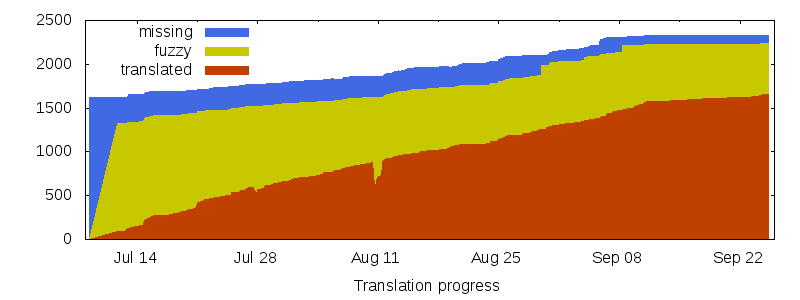 2500
2000
1500
1000
500
0
missing
fuzzy
translated
Jul 14 Jul 28 Aug 11 Aug 25 Sep 08 Sep 22
Translation progress